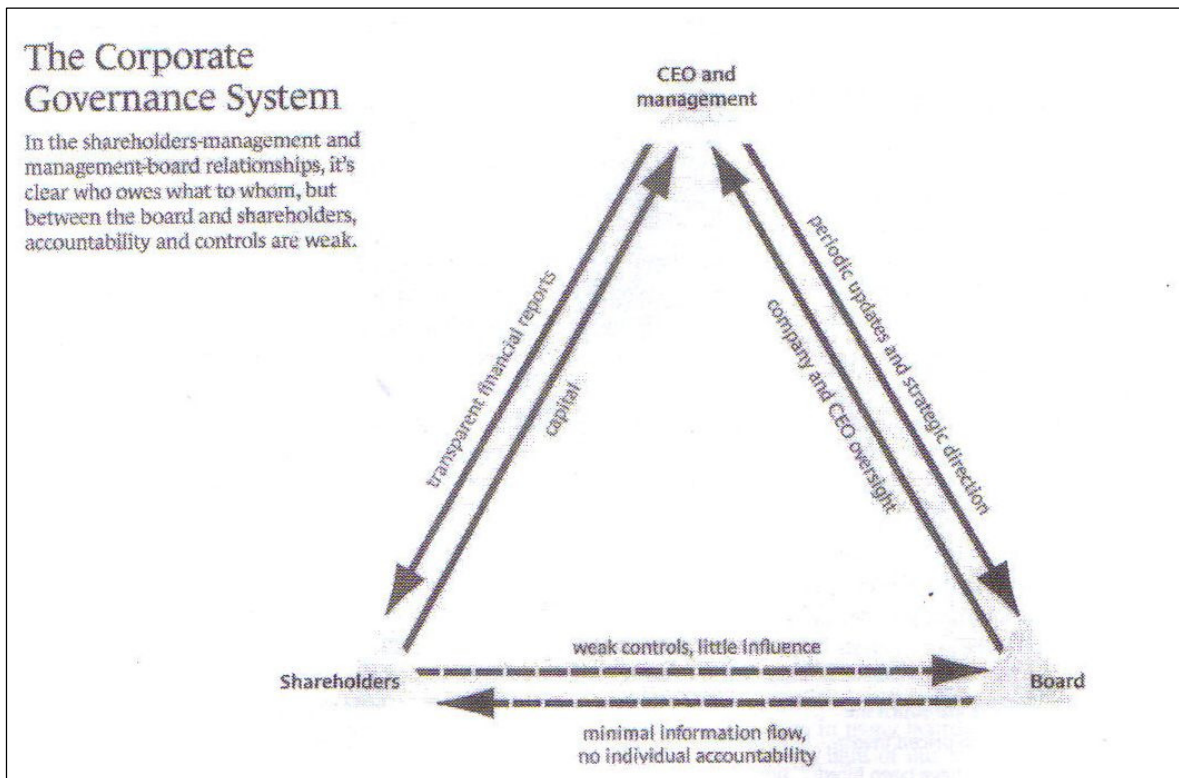 The Corporate
Governance System
In the shareholders-management and
management-board relationships, it's
clear who owes what to whom, but
between the board and shareholders,
accountability and controls are weak.
CEO and
management
transparent financial reports
capital
company and CEO oversight
periodic updates and strategic direction
weak controls, little influence
Shareholders
Board
minimal information flow,
no individual accountability